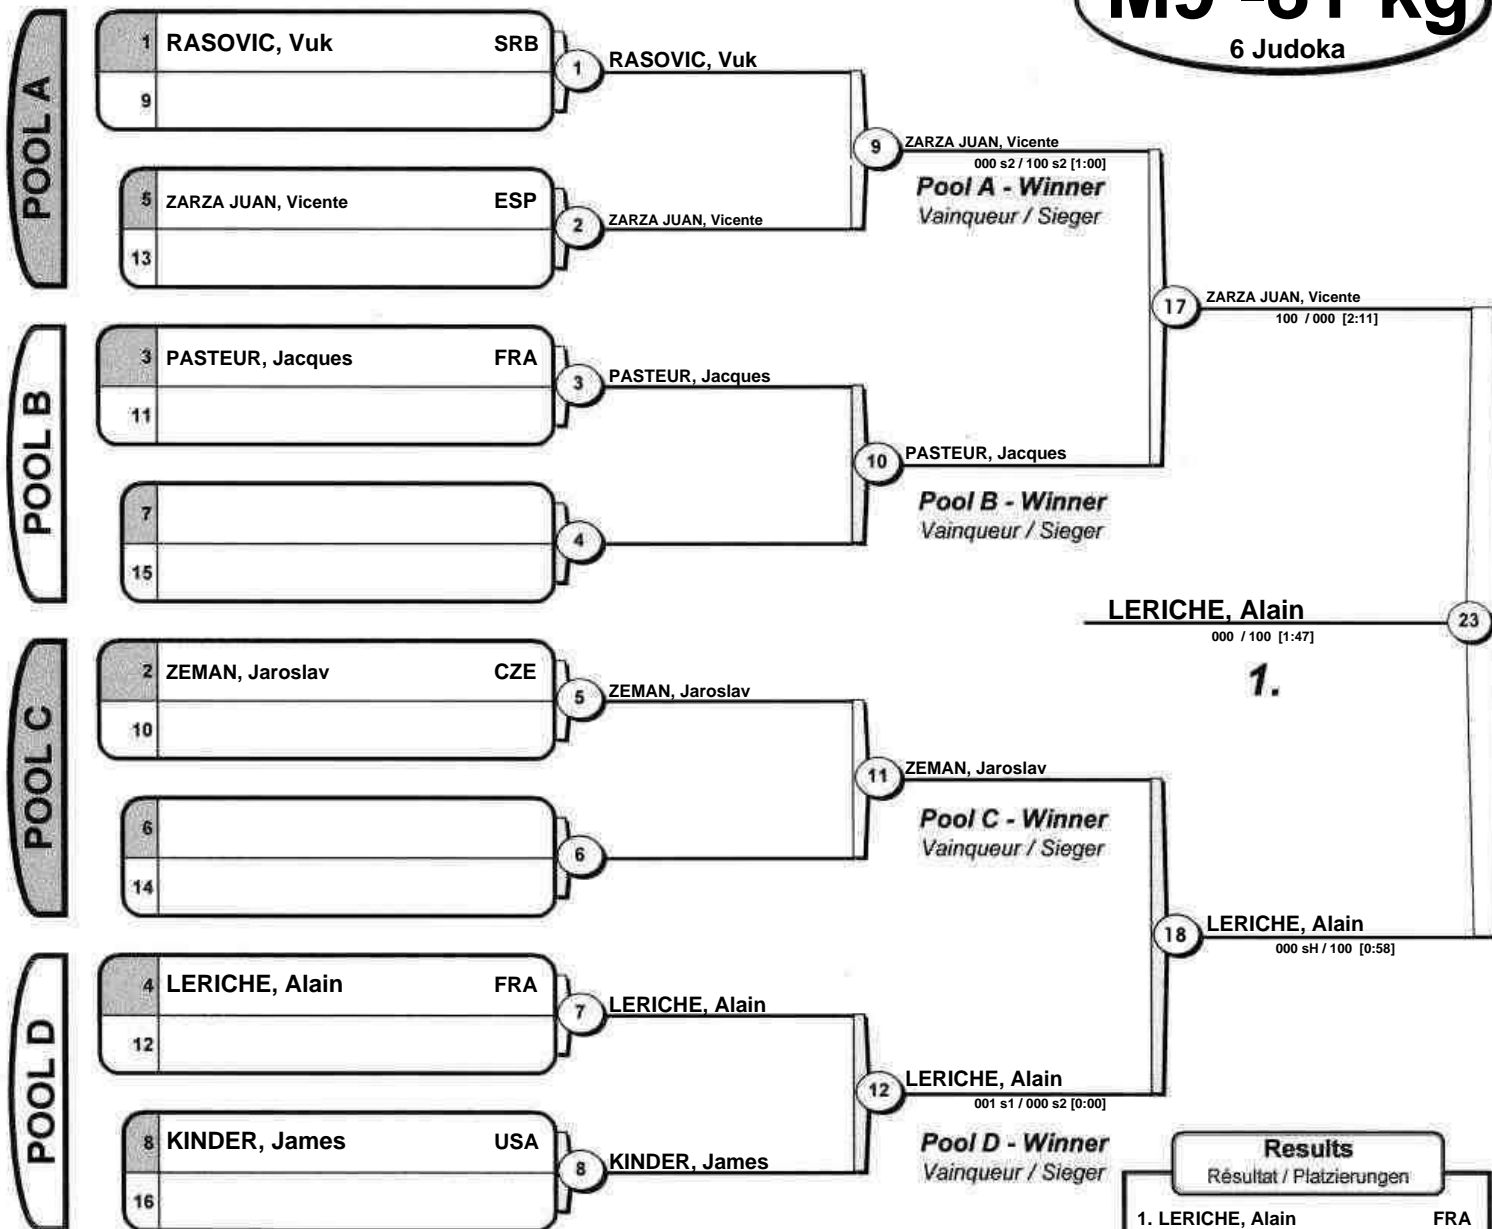 M9 -81 kg
6 Judoka
POOL A
1 RASOVIC, Vuk SRB
9
1 RASOVIC, Vuk
5 ZARZA JUAN, Vicente ESP
13
2 ZARZA JUAN, Vicente
9 ZARZA JUAN, Vicente
000 s2 / 100 s2 [1:00]
Pool A - Winner
Vainqueur / Sieger
17 ZARZA JUAN, Vicente
100 / 000 [2:11]
POOL B
3 PASTEUR, Jacques FRA
11
3 PASTEUR, Jacques
7
15
4
10 PASTEUR, Jacques
Pool B - Winner
Vainqueur / Sieger
LERICHE, Alain 23
000 / 100 [1:47]
1.
POOL C
2 ZEMAN, Jaroslav CZE
10
5 ZEMAN, Jaroslav
6
14
6
11 ZEMAN, Jaroslav
Pool C - Winner
Vainqueur / Sieger
18 LERICHE, Alain
000 sH / 100 [0:58]
POOL D
4 LERICHE, Alain FRA
12
7 LERICHE, Alain
8 KINDER, James USA
16
8 KINDER, James
12 LERICHE, Alain
001 s1 / 000 s2 [0:00]
Pool D - Winner
Vainqueur / Sieger
Results
Résultat / Platzierungen
1. LERICHE, Alain FRA